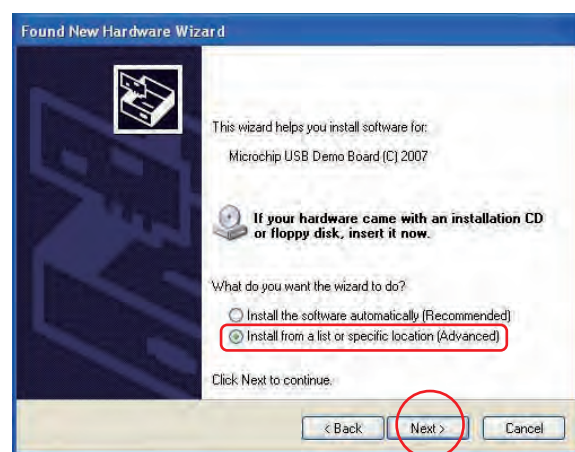 Found New Hardware Wizard
This wizard helps you install software for:
Microchip USB Demo Board (C) 2007
If your hardware came with an installation CD
or floppy disk, insert it now.
What do you want the wizard to do?
Install the software automatically (Recommended)
Install from a list or specific location (Advanced)
Click Next to continue.
< Back
Next >
Cancel